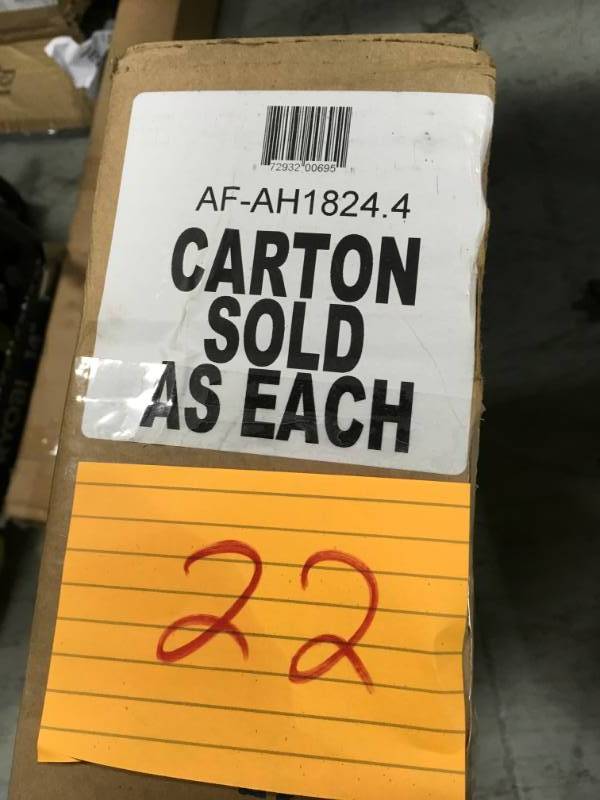 72932 00695
AF-AH1824.4
CARTON
SOLD
AS EACH
22